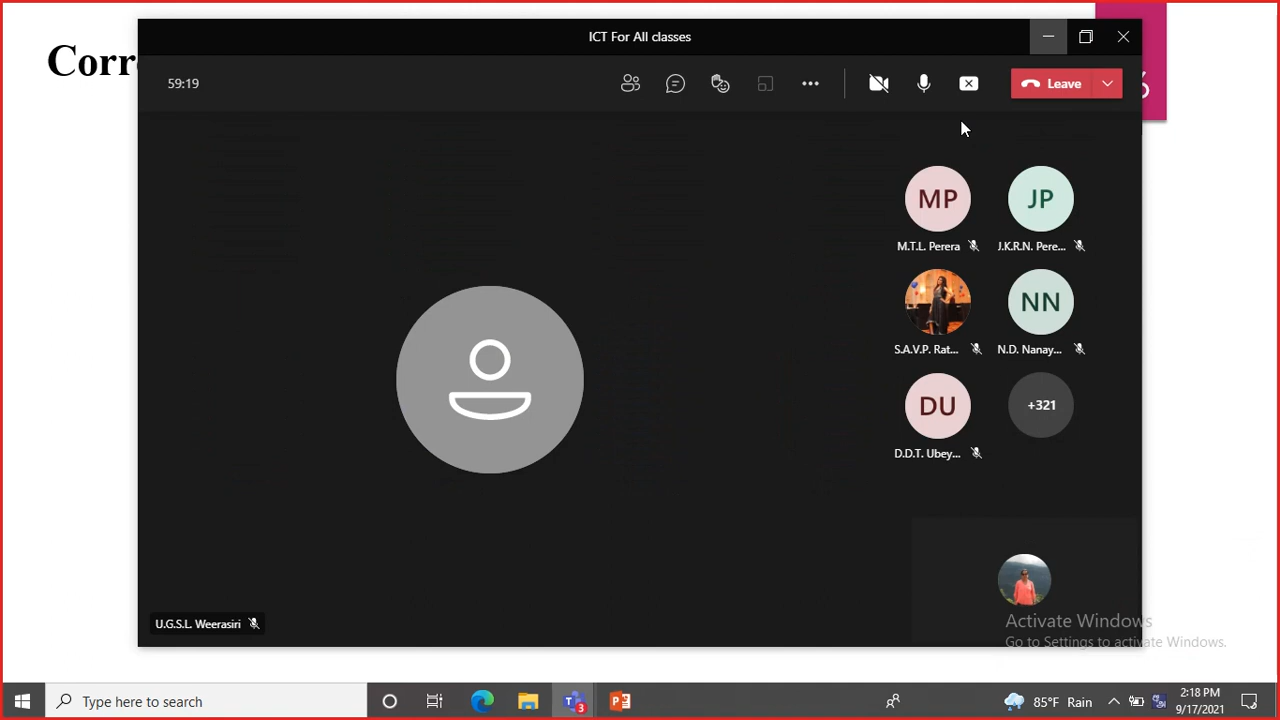 ICT For All classes
Corr
6
59:19
Leave
MP
JP
M.T.L. Perera
J.K.R.N. Pere...
NN
S.A.V.P. Rat...
N.D. Nanay...
DU
+321
D.D.T. Ubey...
U.G.S.L. Weerasiri
Activate Windows
Go to Settings to activate Windows.
Type here to search
3
85°F Rain
2:18 PM
9/17/2021